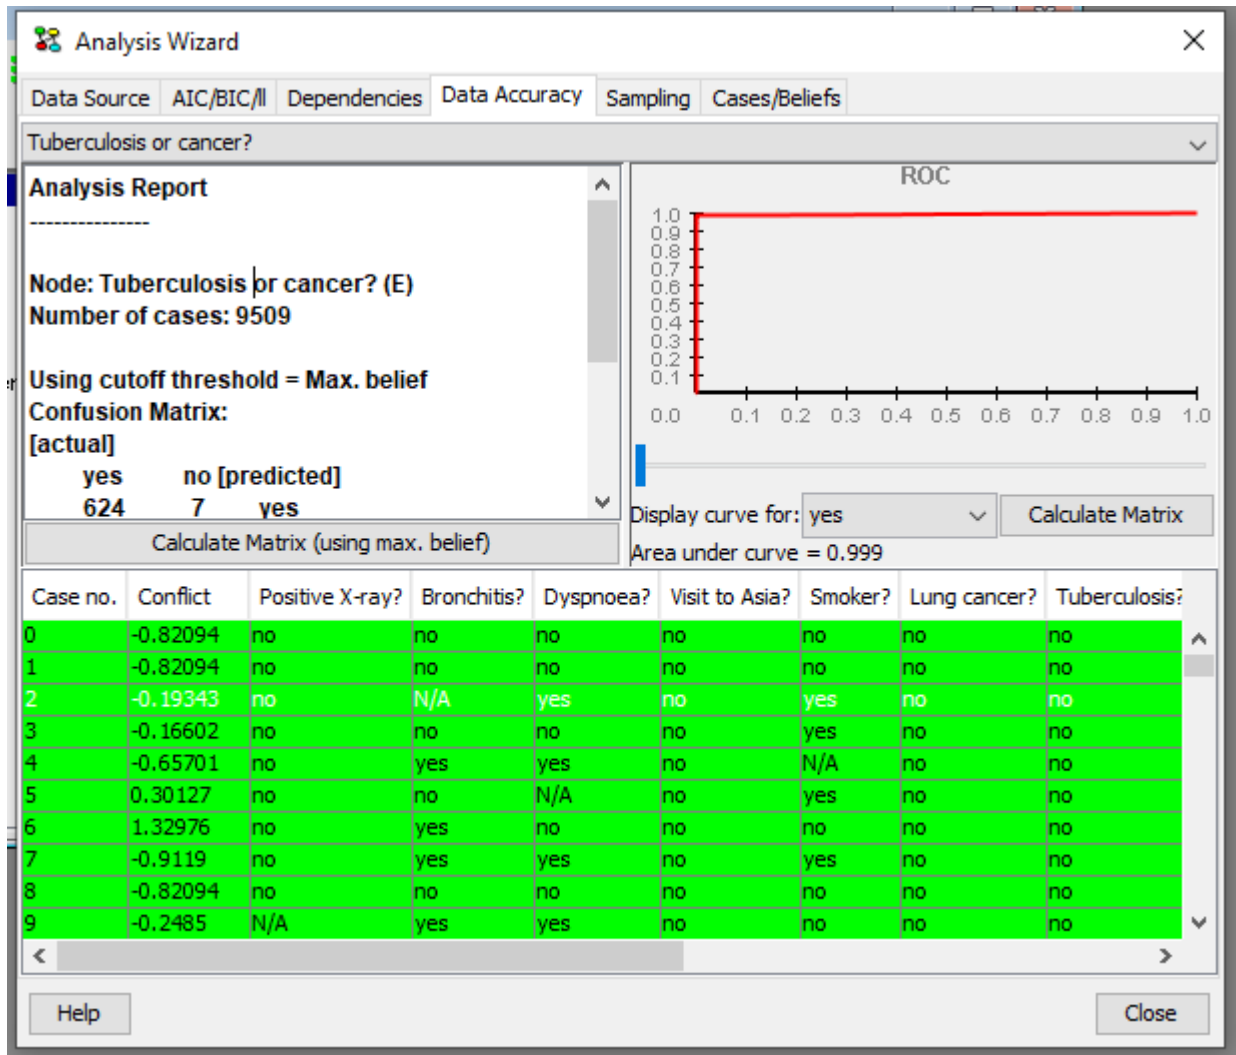 Analysis Wizard
Data Source AIC/BIC/ll Dependencies Data Accuracy Sampling Cases/Beliefs
Tuberculosis or cancer?
Analysis Report
---------------
Node: Tuberculosis or cancer? (E)
Number of cases: 9509
Using cutoff threshold = Max. belief
Confusion Matrix:
[actual]
yes no [predicted]
624 7 yes
Calculate Matrix (using max. belief)
ROC
1.0
0.9
0.8
0.7
0.6
0.5
0.4
0.3
0.2
0.1
0.0 0.1 0.2 0.3 0.4 0.5 0.6 0.7 0.8 0.9 1.0
Display curve for: yes Calculate Matrix
Area under curve = 0.999
Case no. Conflict Positive X-ray? Bronchitis? Dyspnoea? Visit to Asia? Smoker? Lung cancer? Tuberculosis?
0 -0.82094 no no no no no no no
1 -0.82094 no no no no no no no
2 -0.19343 no N/A yes no yes no no
3 -0.16602 no no no no yes no no
4 -0.65701 no yes yes no N/A no no
5 0.30127 no no N/A no yes no no
6 1.32976 no yes no no no no no
7 -0.9119 no yes yes no yes no no
8 -0.82094 no no no no no no no
9 -0.2485 N/A yes yes no no no no
Help Close